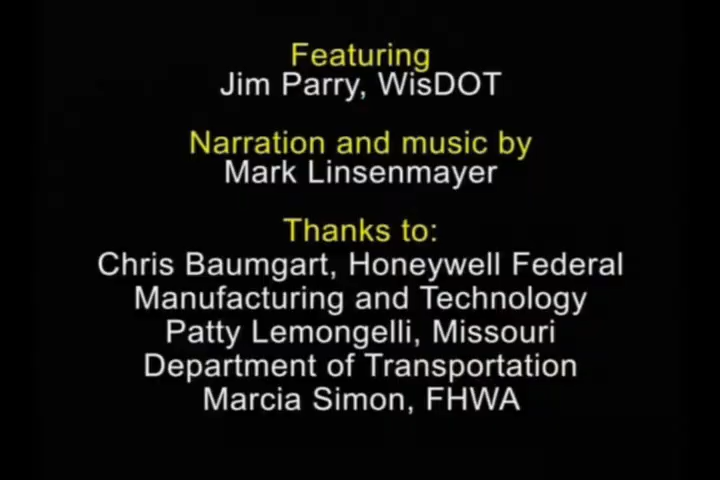 Featuring
Jim Parry, WisDOT
Narration and music by
Mark Linsenmayer
Thanks to:
Chris Baumgart, Honeywell Federal
Manufacturing and Technology
Patty Lemongelli, Missouri
Department of Transportation
Marcia Simon, FHWA